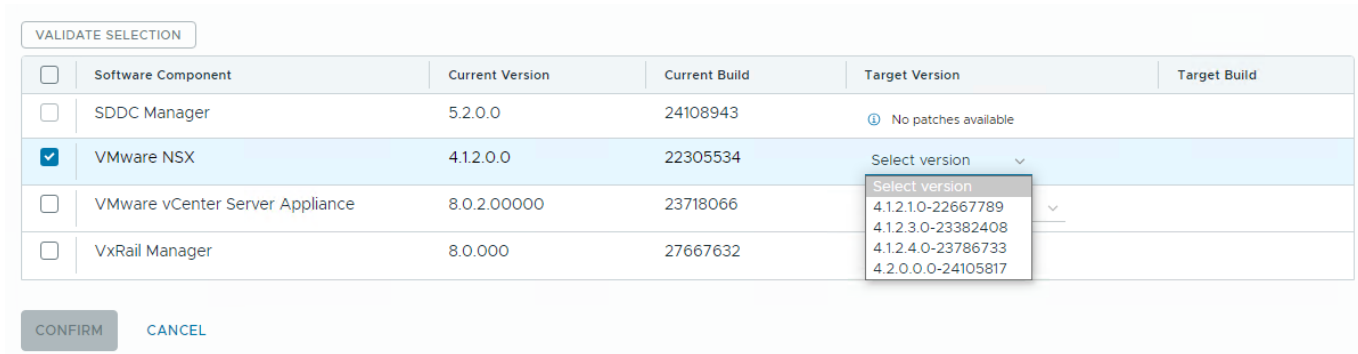 VALIDATE SELECTION
Software Component Current Version Current Build Target Version Target Build
SDDC Manager 5.2.0.0 24108943 No patches available
VMware NSX 4.1.2.0.0 22305534 Select version
Select version
VMware vCenter Server Appliance 8.0.2.00000 23718066 4.1.2.1.0-22667789
4.1.2.3.0-23382408
VxRail Manager 8.0.000 27667632 4.1.2.4.0-23786733
4.2.0.0.0-24105817
CONFIRM CANCEL